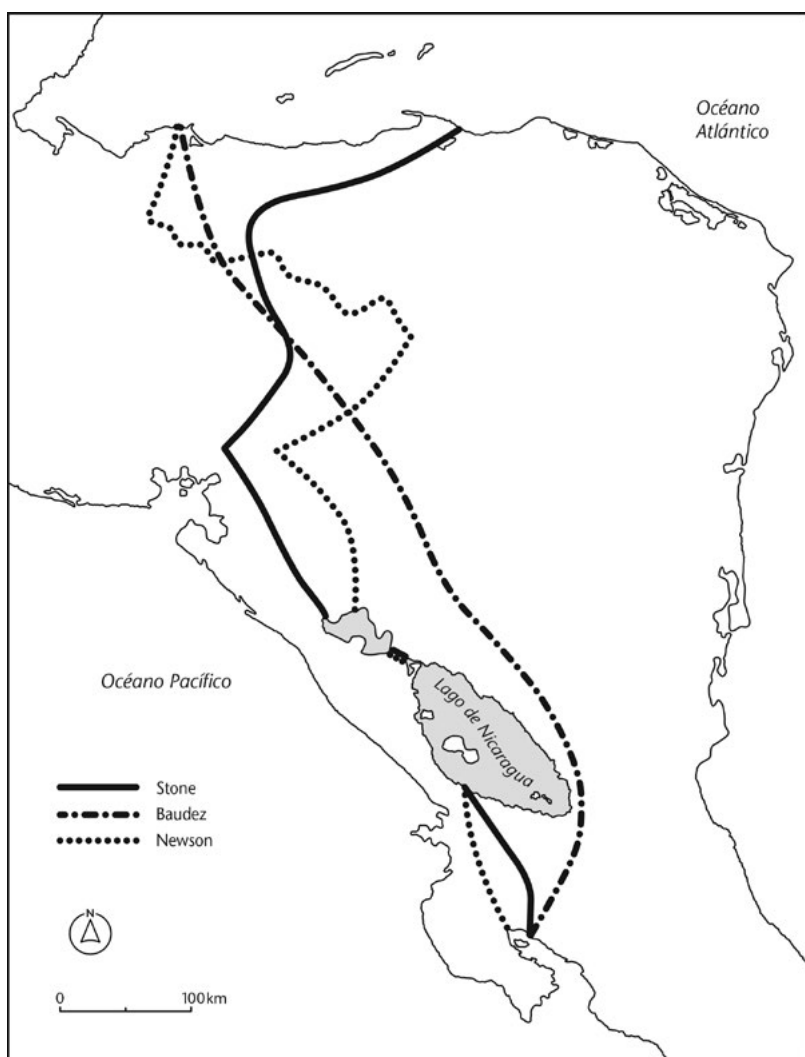 Océano
Atlántico
Océano Pacífico
Lago de Nicaragua
Stone
Baudez
Newson
N
0 100km